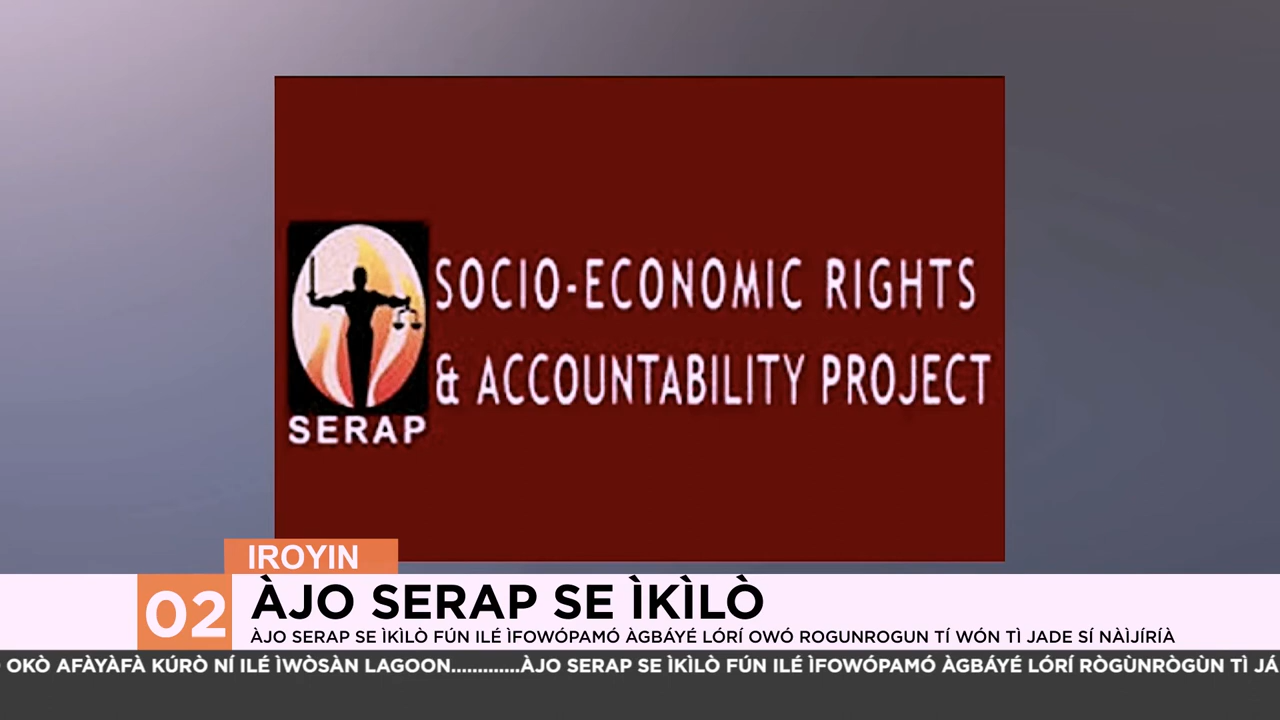 SOCIO-ECONOMIC RIGHTS
& ACCOUNTABILITY PROJECT
SERAP
IROYIN
02
ÀJO SERAP SE ÌKÌLÒ
ÀJO SERAP SE ÌKÌLÒ FÚN ILÉ ÌFOWÓPAMÓ ÀGBÁYÉ LÓRÍ OWÓ ROGUNROGUN TÍ WÓN TÌ JADE SÍ NÀÌJÍRÍÀ
OKÒ AFÀYÀFÀ KÚRÒ NÍ ILÉ ÌWÒSÀN LAGOON.............ÀJO SERAP SE ÌKÌLÒ FÚN ILÉ ÌFOWÓPAMÓ ÀGBÁYÉ LÓRÍ RÒGÙNRÒGÙN TÌ JÁ